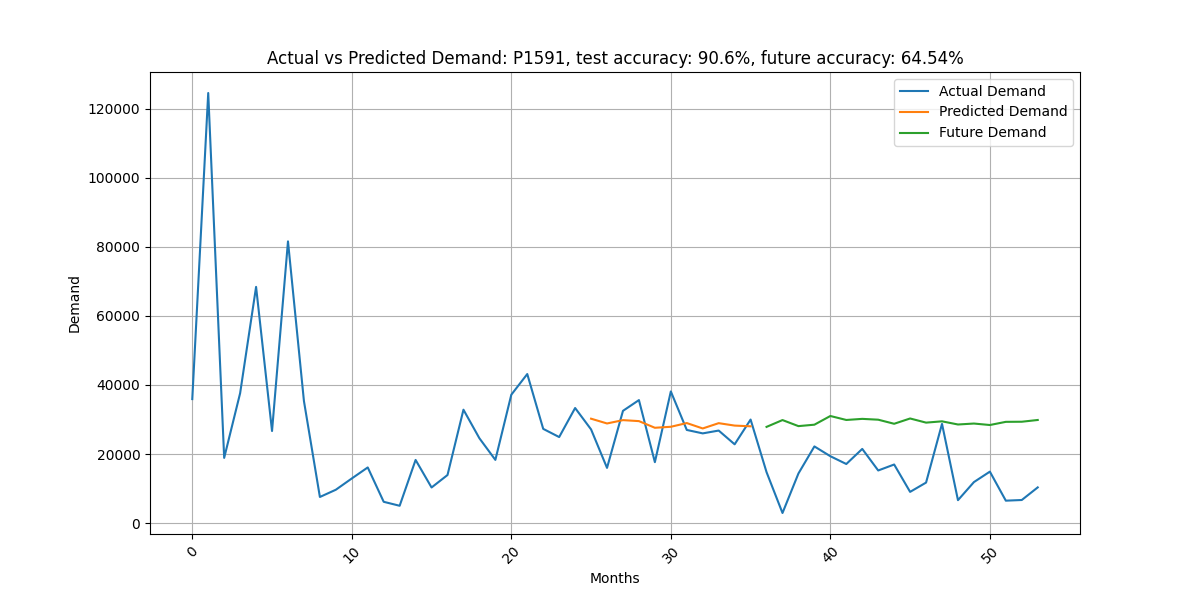 Actual vs Predicted Demand: P1591, test accuracy: 90.6%, future accuracy: 64.54%
Actual Demand
Predicted Demand
Future Demand
120000
100000
80000
60000
40000
20000
0
Demand
0 10 20 30 40 50
Months